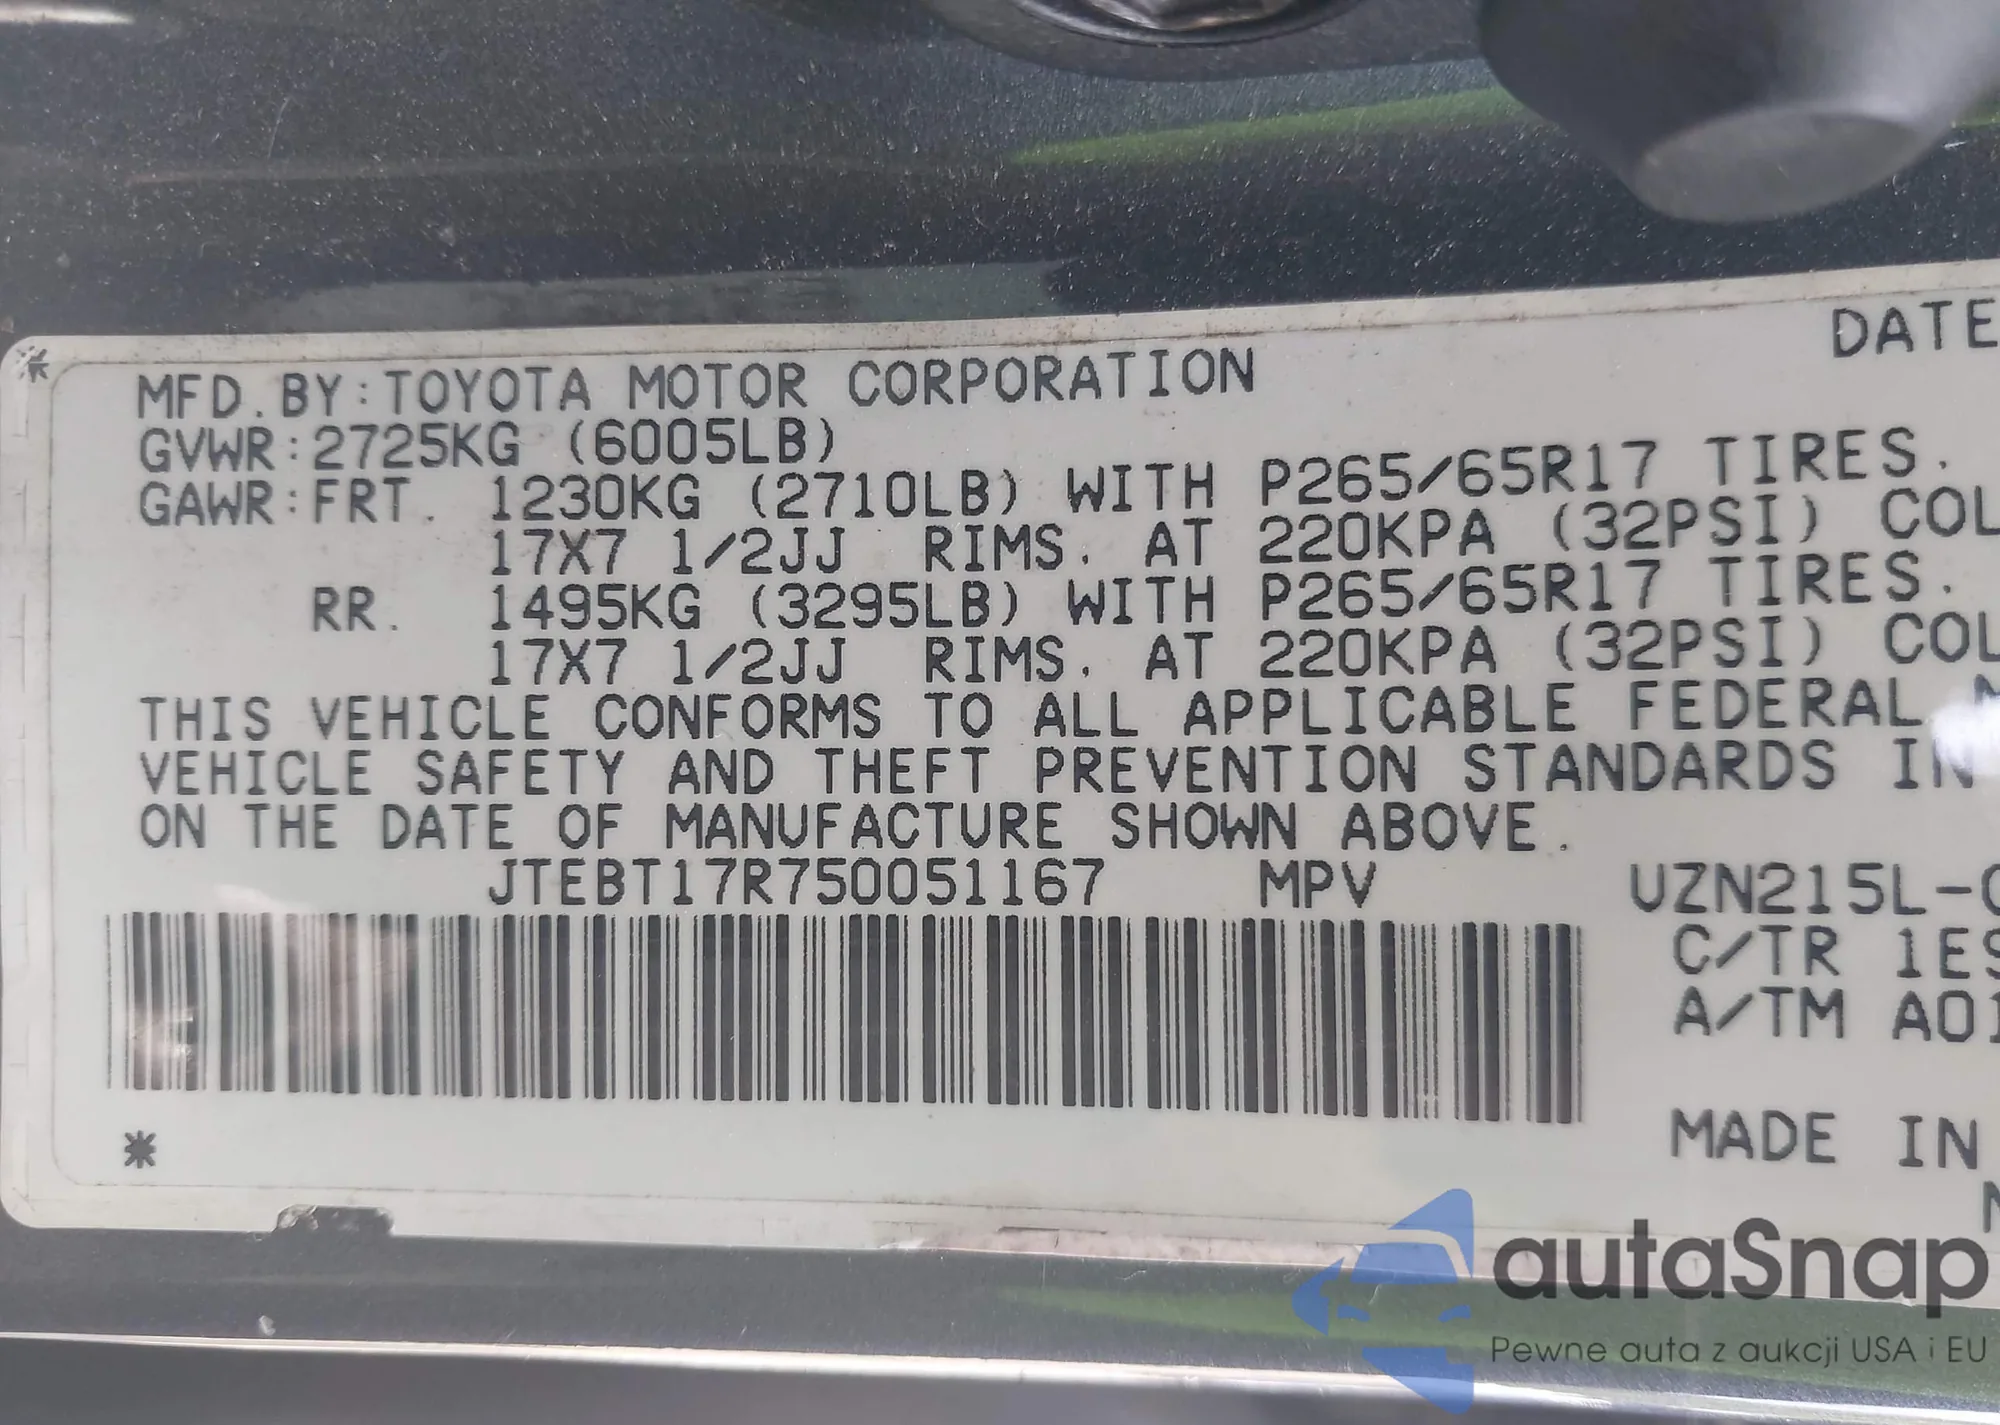 DATE
MFD.BY:TOYOTA MOTOR CORPORATION
GVWR:2725KG (6005LB)
GAWR:FRT. 1230KG (2710LB) WITH P265/65R17 TIRES.
17X7 1/2JJ RIMS. AT 220KPA (32PSI) COL
RR. 1495KG (3295LB) WITH P265/65R17 TIRES.
17X7 1/2JJ RIMS. AT 220KPA (32PSI) COL
THIS VEHICLE CONFORMS TO ALL APPLICABLE FEDERAL
VEHICLE SAFETY AND THEFT PREVENTION STANDARDS IN
ON THE DATE OF MANUFACTURE SHOWN ABOVE.
JTEBT17R750051167 MPV UZN215L-
C/TR 1ES
A/TM A01
MADE IN
*
autaSnap
Pewne auta z aukcji USA i EU